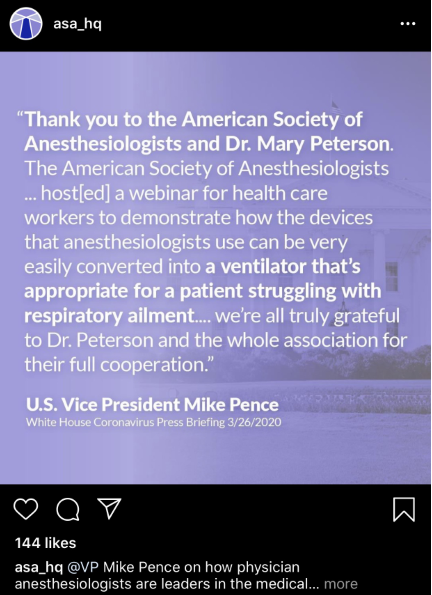 asa_hq
“Thank you to the American Society of
Anesthesiologists and Dr. Mary Peterson.
The American Society of Anesthesiologists
... host[ed] a webinar for health care
workers to demonstrate how the devices
that anesthesiologists use can be very
easily converted into a ventilator that’s
appropriate for a patient struggling with
respiratory ailment.... we’re all truly grateful
to Dr. Peterson and the whole association for
their full cooperation.”
U.S. Vice President Mike Pence
White House Coronavirus Press Briefing 3/26/2020
144 likes
asa_hq @VP Mike Pence on how physician
anesthesiologists are leaders in the medical... more